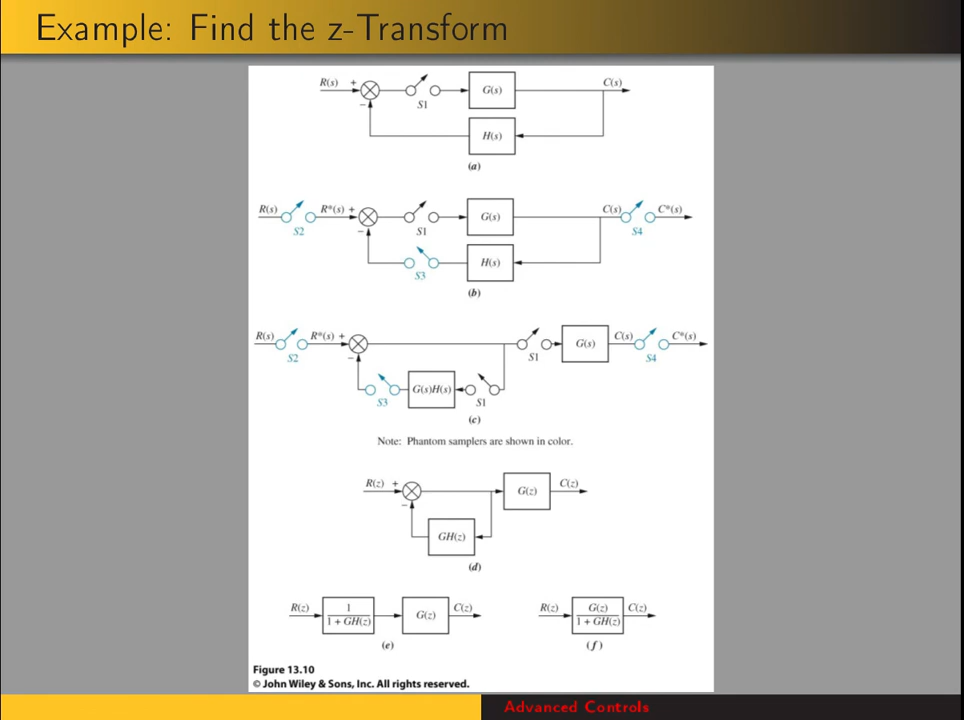 Example: Find the z-Transform
R(s) + C(s)
G(s)
− S1
H(s)
(a)
R(s) R*(s) + C(s) C*(s)
G(s)
S2 − S1 S4
H(s)
S3
(b)
R(s) R*(s) + C(s) C*(s)
G(s)
S2 − S1 S4
G(s)H(s)
S3 S1
(c)
Note: Phantom samplers are shown in color.
R(z) + G(z) C(z)
−
GH(z)
(d)
R(z) 1 C(z) R(z) G(z) C(z)
1 + GH(z) G(z) 1 + GH(z)
(e) (f)
Figure 13.10
© John Wiley & Sons, Inc. All rights reserved.
Advanced Controls